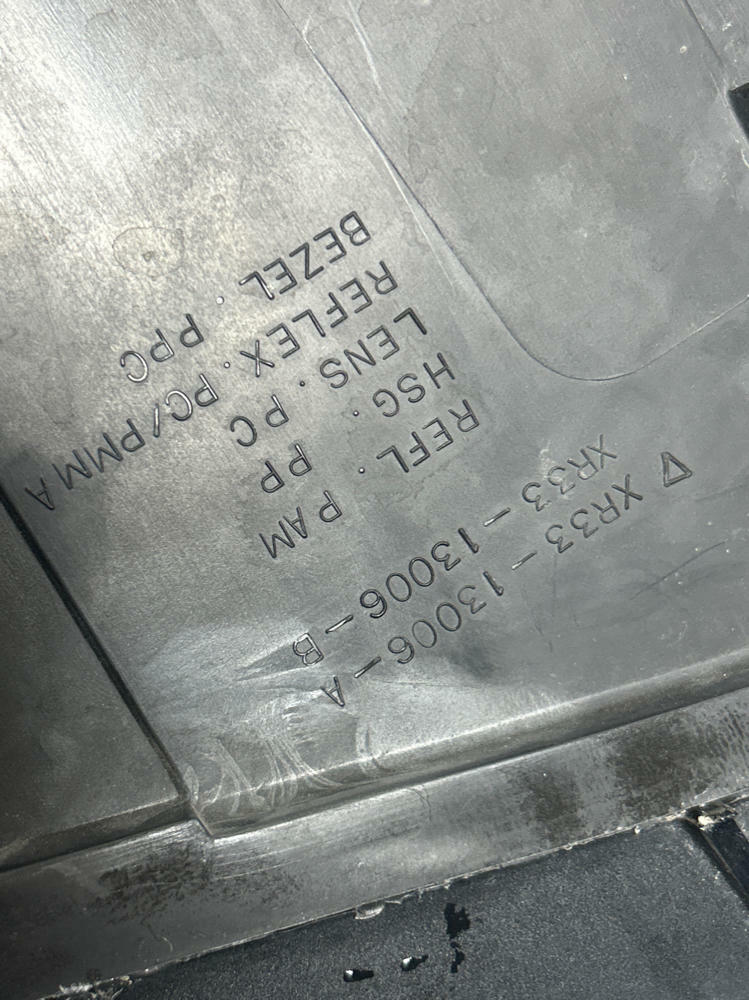 △ XR33-13006-A
XR33-13006-B
REFL. PAM
HSG. PP
LENS. PC
REFLEX. PC/PMMA
BEZEL. PPC